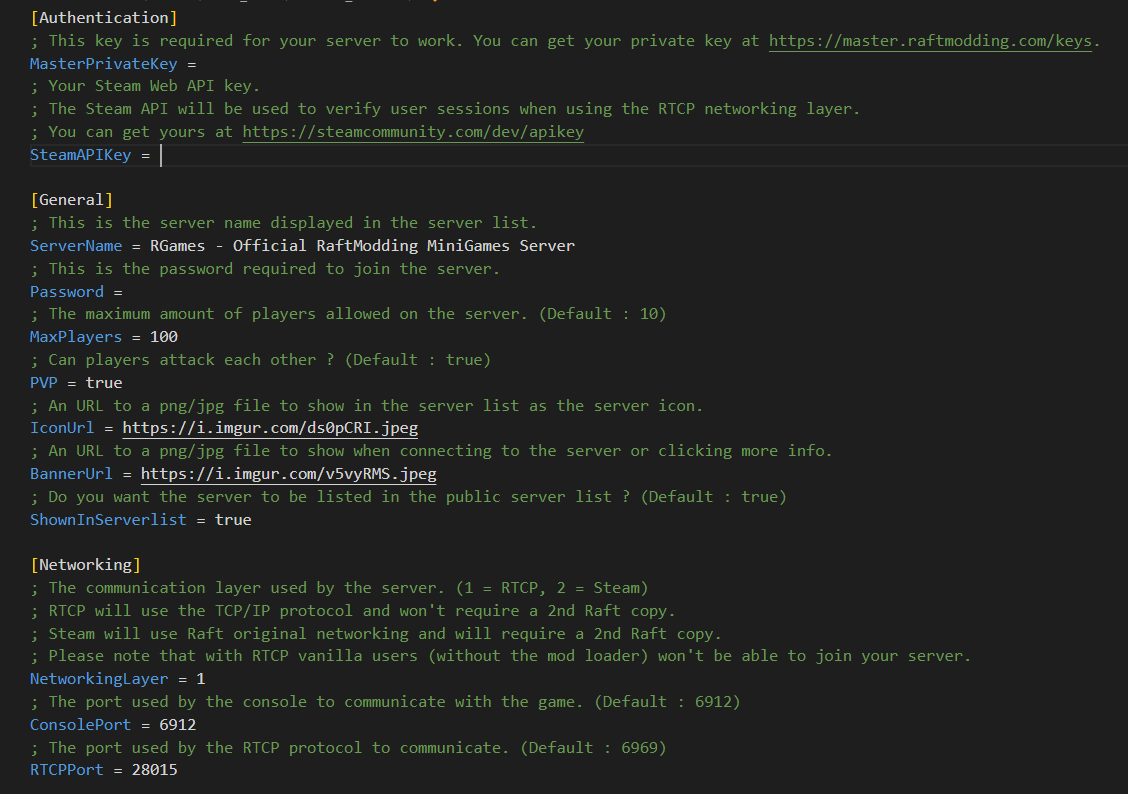 [Authentication]
; This key is required for your server to work. You can get your private key at https://master.raftmodding.com/keys.
MasterPrivateKey =
; Your Steam Web API key.
; The Steam API will be used to verify user sessions when using the RTCP networking layer.
; You can get yours at https://steamcommunity.com/dev/apikey
SteamAPIKey =
[General]
; This is the server name displayed in the server list.
ServerName = RGames - Official RaftModding MiniGames Server
; This is the password required to join the server.
Password =
; The maximum amount of players allowed on the server. (Default : 10)
MaxPlayers = 100
; Can players attack each other ? (Default : true)
PVP = true
; An URL to a png/jpg file to show in the server list as the server icon.
IconUrl = https://i.imgur.com/ds0pCRI.jpeg
; An URL to a png/jpg file to show when connecting to the server or clicking more info.
BannerUrl = https://i.imgur.com/v5vyRMS.jpeg
; Do you want the server to be listed in the public server list ? (Default : true)
ShownInServerlist = true
[Networking]
; The communication layer used by the server. (1 = RTCP, 2 = Steam)
; RTCP will use the TCP/IP protocol and won't require a 2nd Raft copy.
; Steam will use Raft original networking and will require a 2nd Raft copy.
; Please note that with RTCP vanilla users (without the mod loader) won't be able to join your server.
NetworkingLayer = 1
; The port used by the console to communicate with the game. (Default : 6912)
ConsolePort = 6912
; The port used by the RTCP protocol to communicate. (Default : 6969)
RTCPPort = 28015